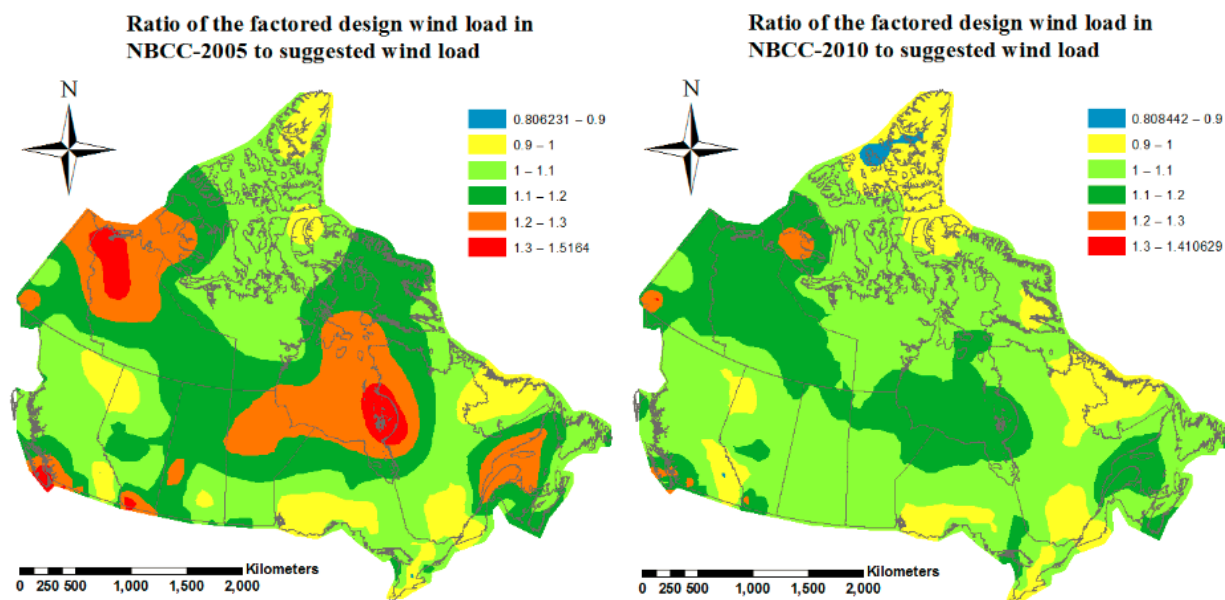 Ratio of the factored design wind load in
NBCC-2005 to suggested wind load
N
0.806231 – 0.9
0.9 – 1
1 – 1.1
1.1 – 1.2
1.2 – 1.3
1.3 – 1.5164
Kilometers
0 250 500 1,000 1,500 2,000
Ratio of the factored design wind load in
NBCC-2010 to suggested wind load
N
0.808442 – 0.9
0.9 – 1
1 – 1.1
1.1 – 1.2
1.2 – 1.3
1.3 – 1.410629
Kilometers
0 250 500 1,000 1,500 2,000